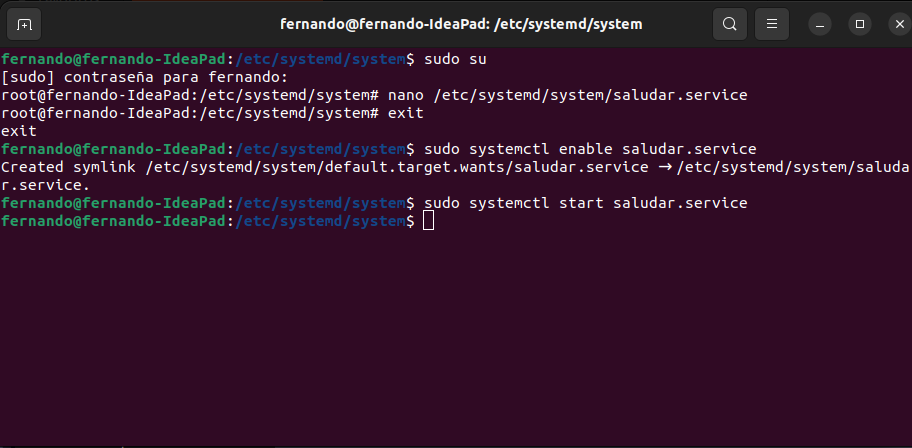 fernando@fernando-IdeaPad: /etc/systemd/system
fernando@fernando-IdeaPad:/etc/systemd/system$ sudo su
[sudo] contraseña para fernando:
root@fernando-IdeaPad:/etc/systemd/system# nano /etc/systemd/system/saludar.service
root@fernando-IdeaPad:/etc/systemd/system# exit
exit
fernando@fernando-IdeaPad:/etc/systemd/system$ sudo systemctl enable saludar.service
Created symlink /etc/systemd/system/default.target.wants/saludar.service → /etc/systemd/system/saluda
r.service.
fernando@fernando-IdeaPad:/etc/systemd/system$ sudo systemctl start saludar.service
fernando@fernando-IdeaPad:/etc/systemd/system$